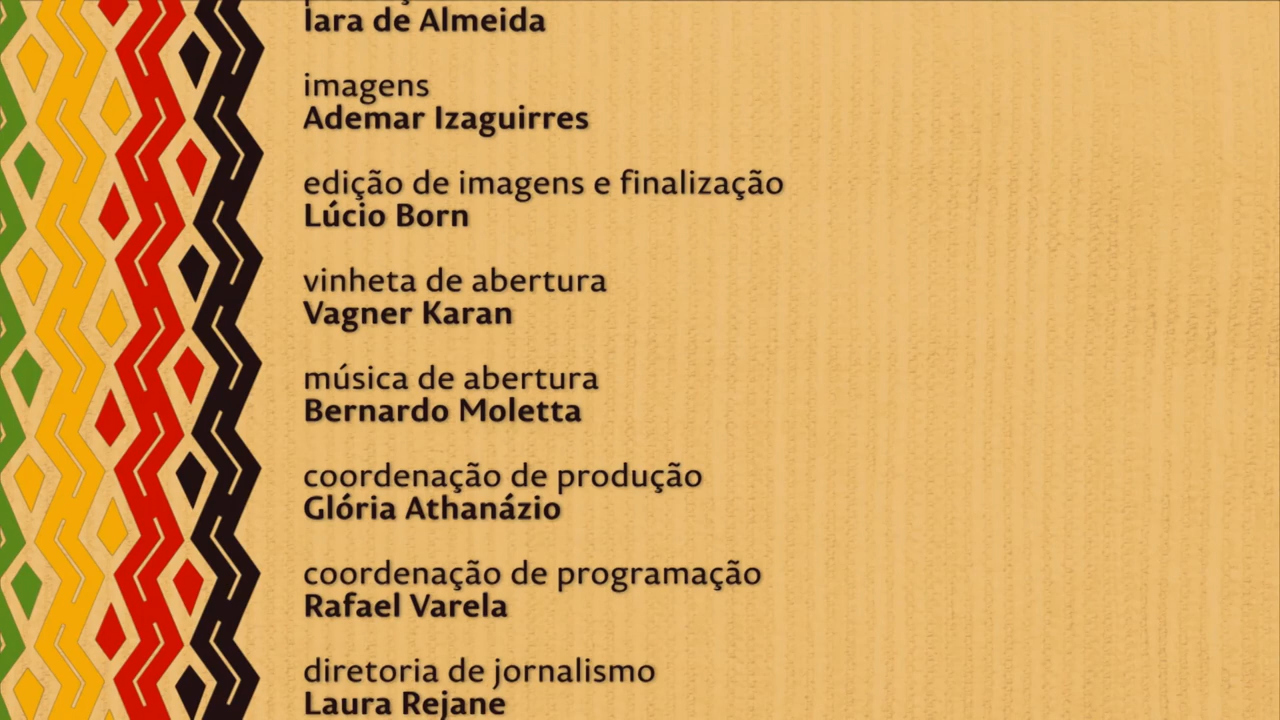 Iara de Almeida
imagens
Ademar Izaguirres
edição de imagens e finalização
Lúcio Born
vinheta de abertura
Vagner Karan
música de abertura
Bernardo Moletta
coordenação de produção
Glória Athanázio
coordenação de programação
Rafael Varela
diretoria de jornalismo
Laura Rejane